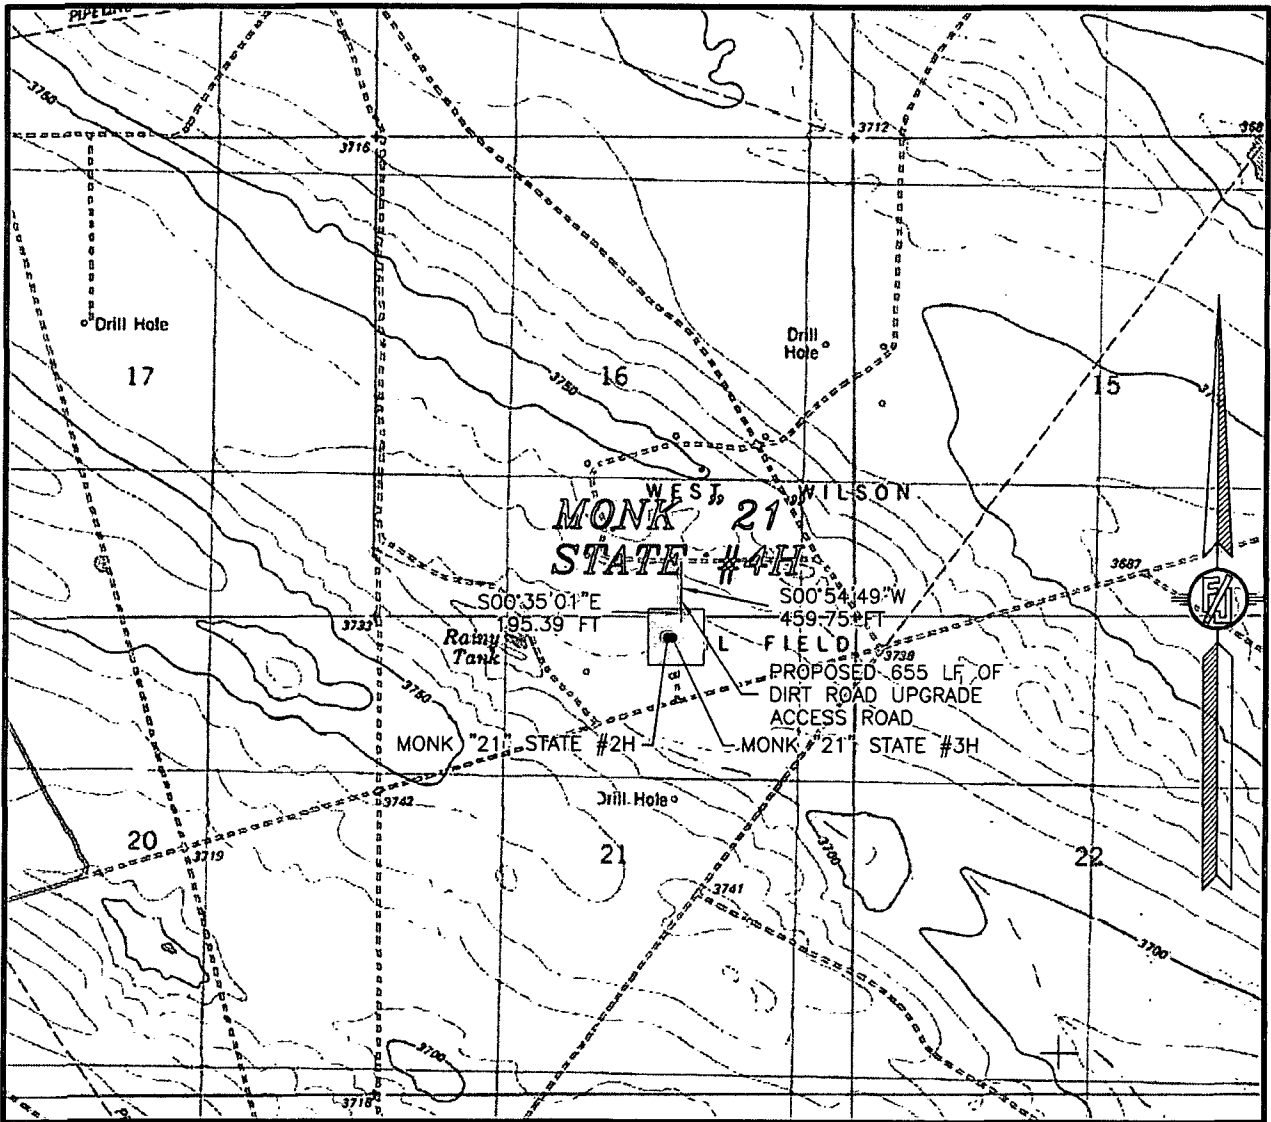 PIPELINE
3760
3716
3712
368
Drill Hole
Drill
Hole
17
16
15
3750
WEST WILSON
MONK "21"
STATE #4H
3687
S00°35'01"E
195.39 FT
S00°54'49"W
459.75 FT
3733
Rainy
Tank
L FIELD
3738
3760
PROPOSED 655 LF OF
DIRT ROAD UPGRADE
ACCESS ROAD
MONK "21" STATE #2H
MONK "21" STATE #3H
3742
Drill Hole
20
3719
21
3700
22
3741
3700
3700
3718